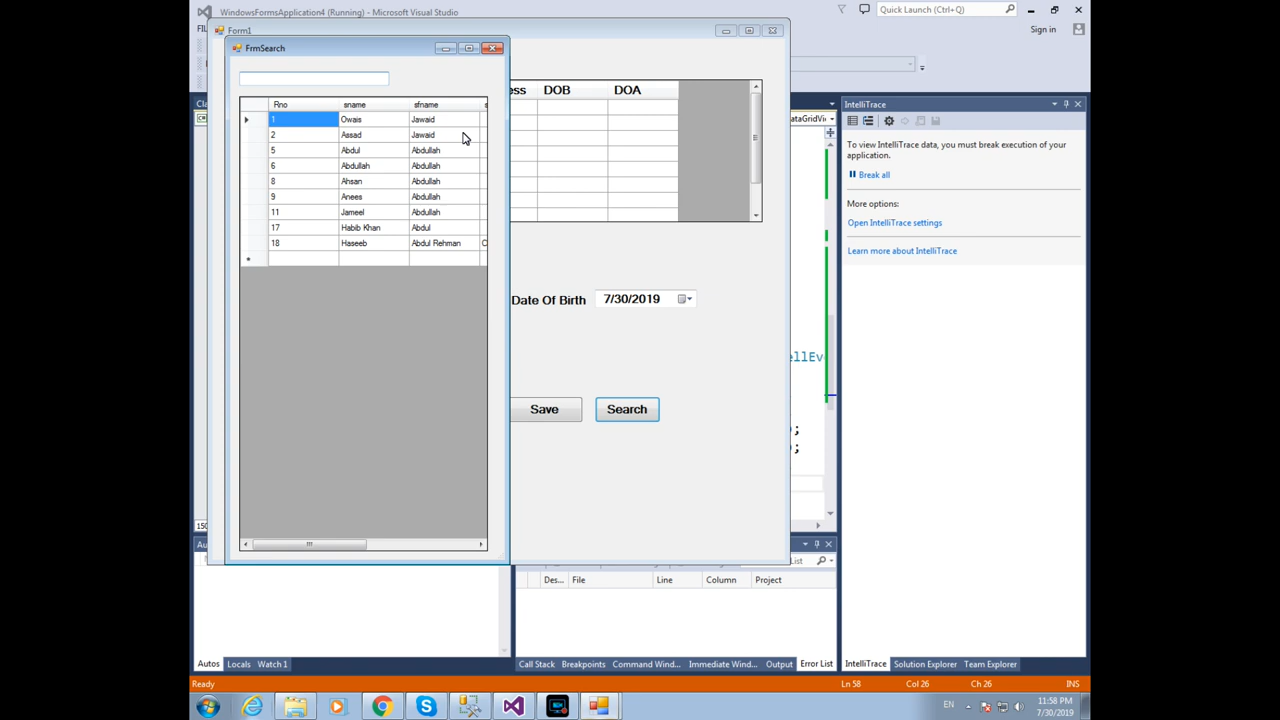 WindowsFormsApplication4 (Running) - Microsoft Visual Studio
Quick Launch (Ctrl+Q)
Sign in
Form1
FrmSearch
Rno sname sfname
1 Owais Jawaid
2 Assad Jawaid
5 Abdul Abdullah
6 Abdullah Abdullah
8 Ahsan Abdullah
9 Anees Abdullah
11 Jameel Abdullah
17 Habib Khan Abdul
18 Haseeb Abdul Rehman
*
ess DOB DOA
Date Of Birth 7/30/2019
Save Search
IntelliTrace
To view IntelliTrace data, you must break execution of your
application.
Break all
More options:
Open IntelliTrace settings
Learn more about IntelliTrace
List
Des... File Line Column Project
Autos Locals Watch 1
Call Stack Breakpoints Command Wind... Immediate Wind... Output Error List
IntelliTrace Solution Explorer Team Explorer
Ready Ln 58 Col 26 Ch 26 INS
EN 11:58 PM
7/30/2019